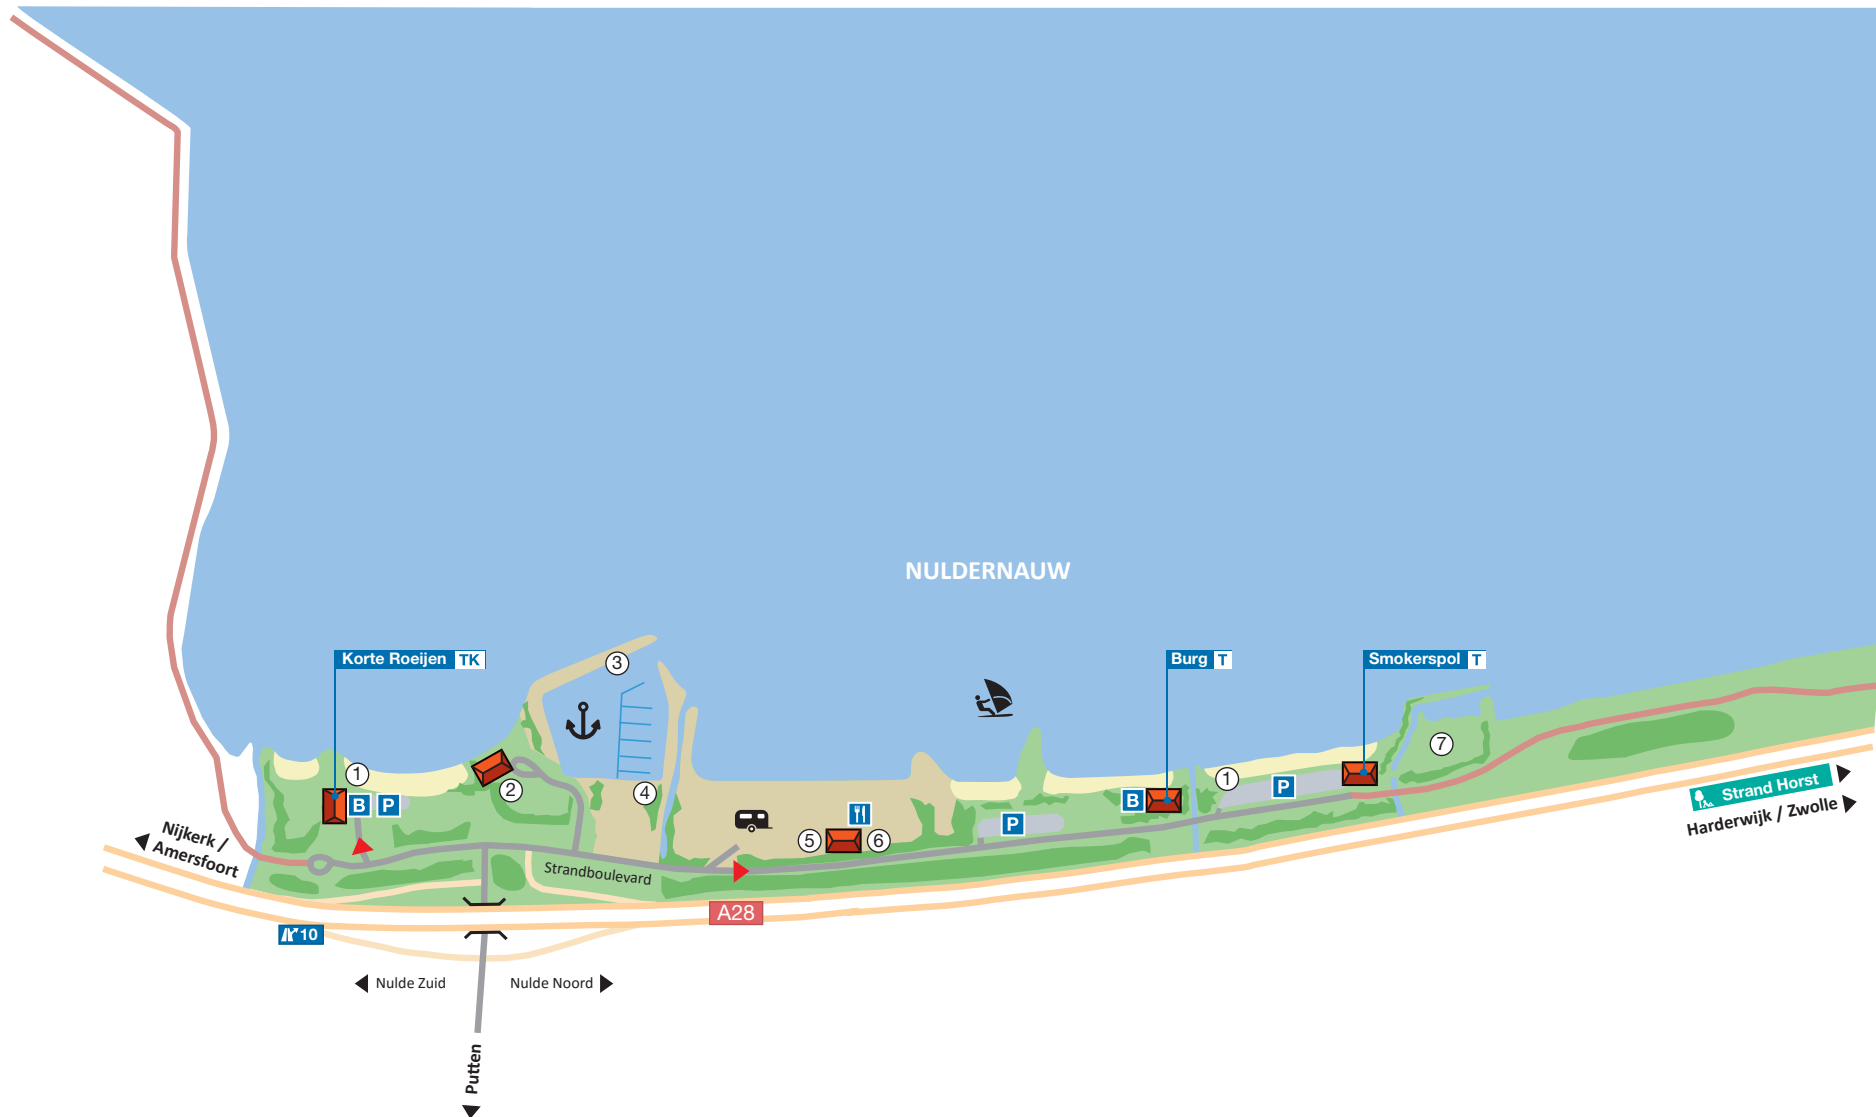 NULDERNAUW
Korte Roeijen TK
Burg T
Smokerspol T
3
7
1
2
4
1
B P
P
B
P
5
6
Strand Horst
Harderwijk / Zwolle
Nijkerk /
Amersfoort
Strandboulevard
A28
10
Nulde Zuid
Nulde Noord
Putten